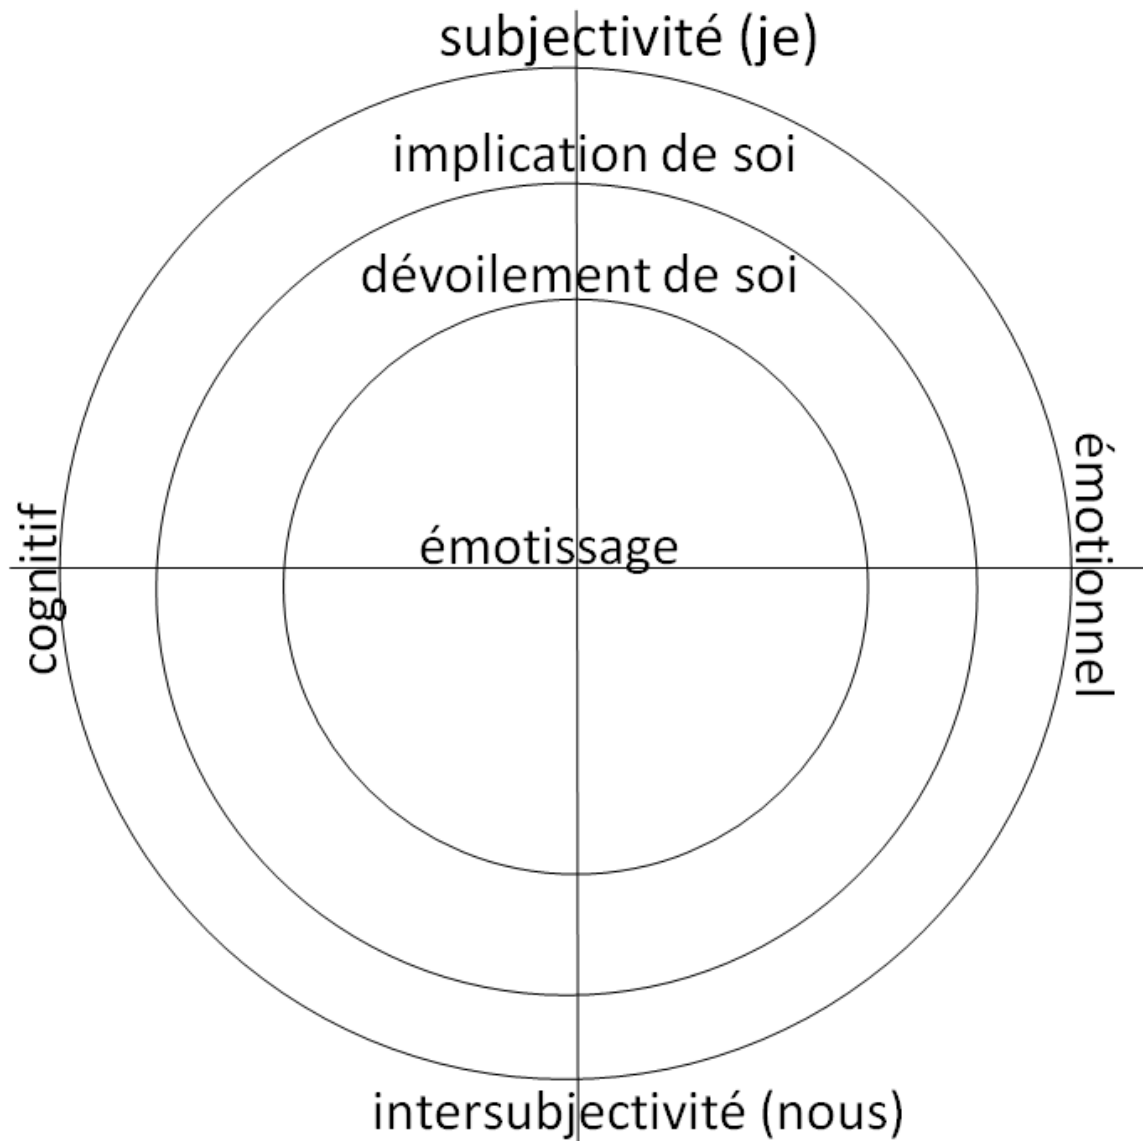 subjectivité (je)
implication de soi
dévoilement de soi
émotissage
cognitif
émotionnel
intersubjectivité (nous)